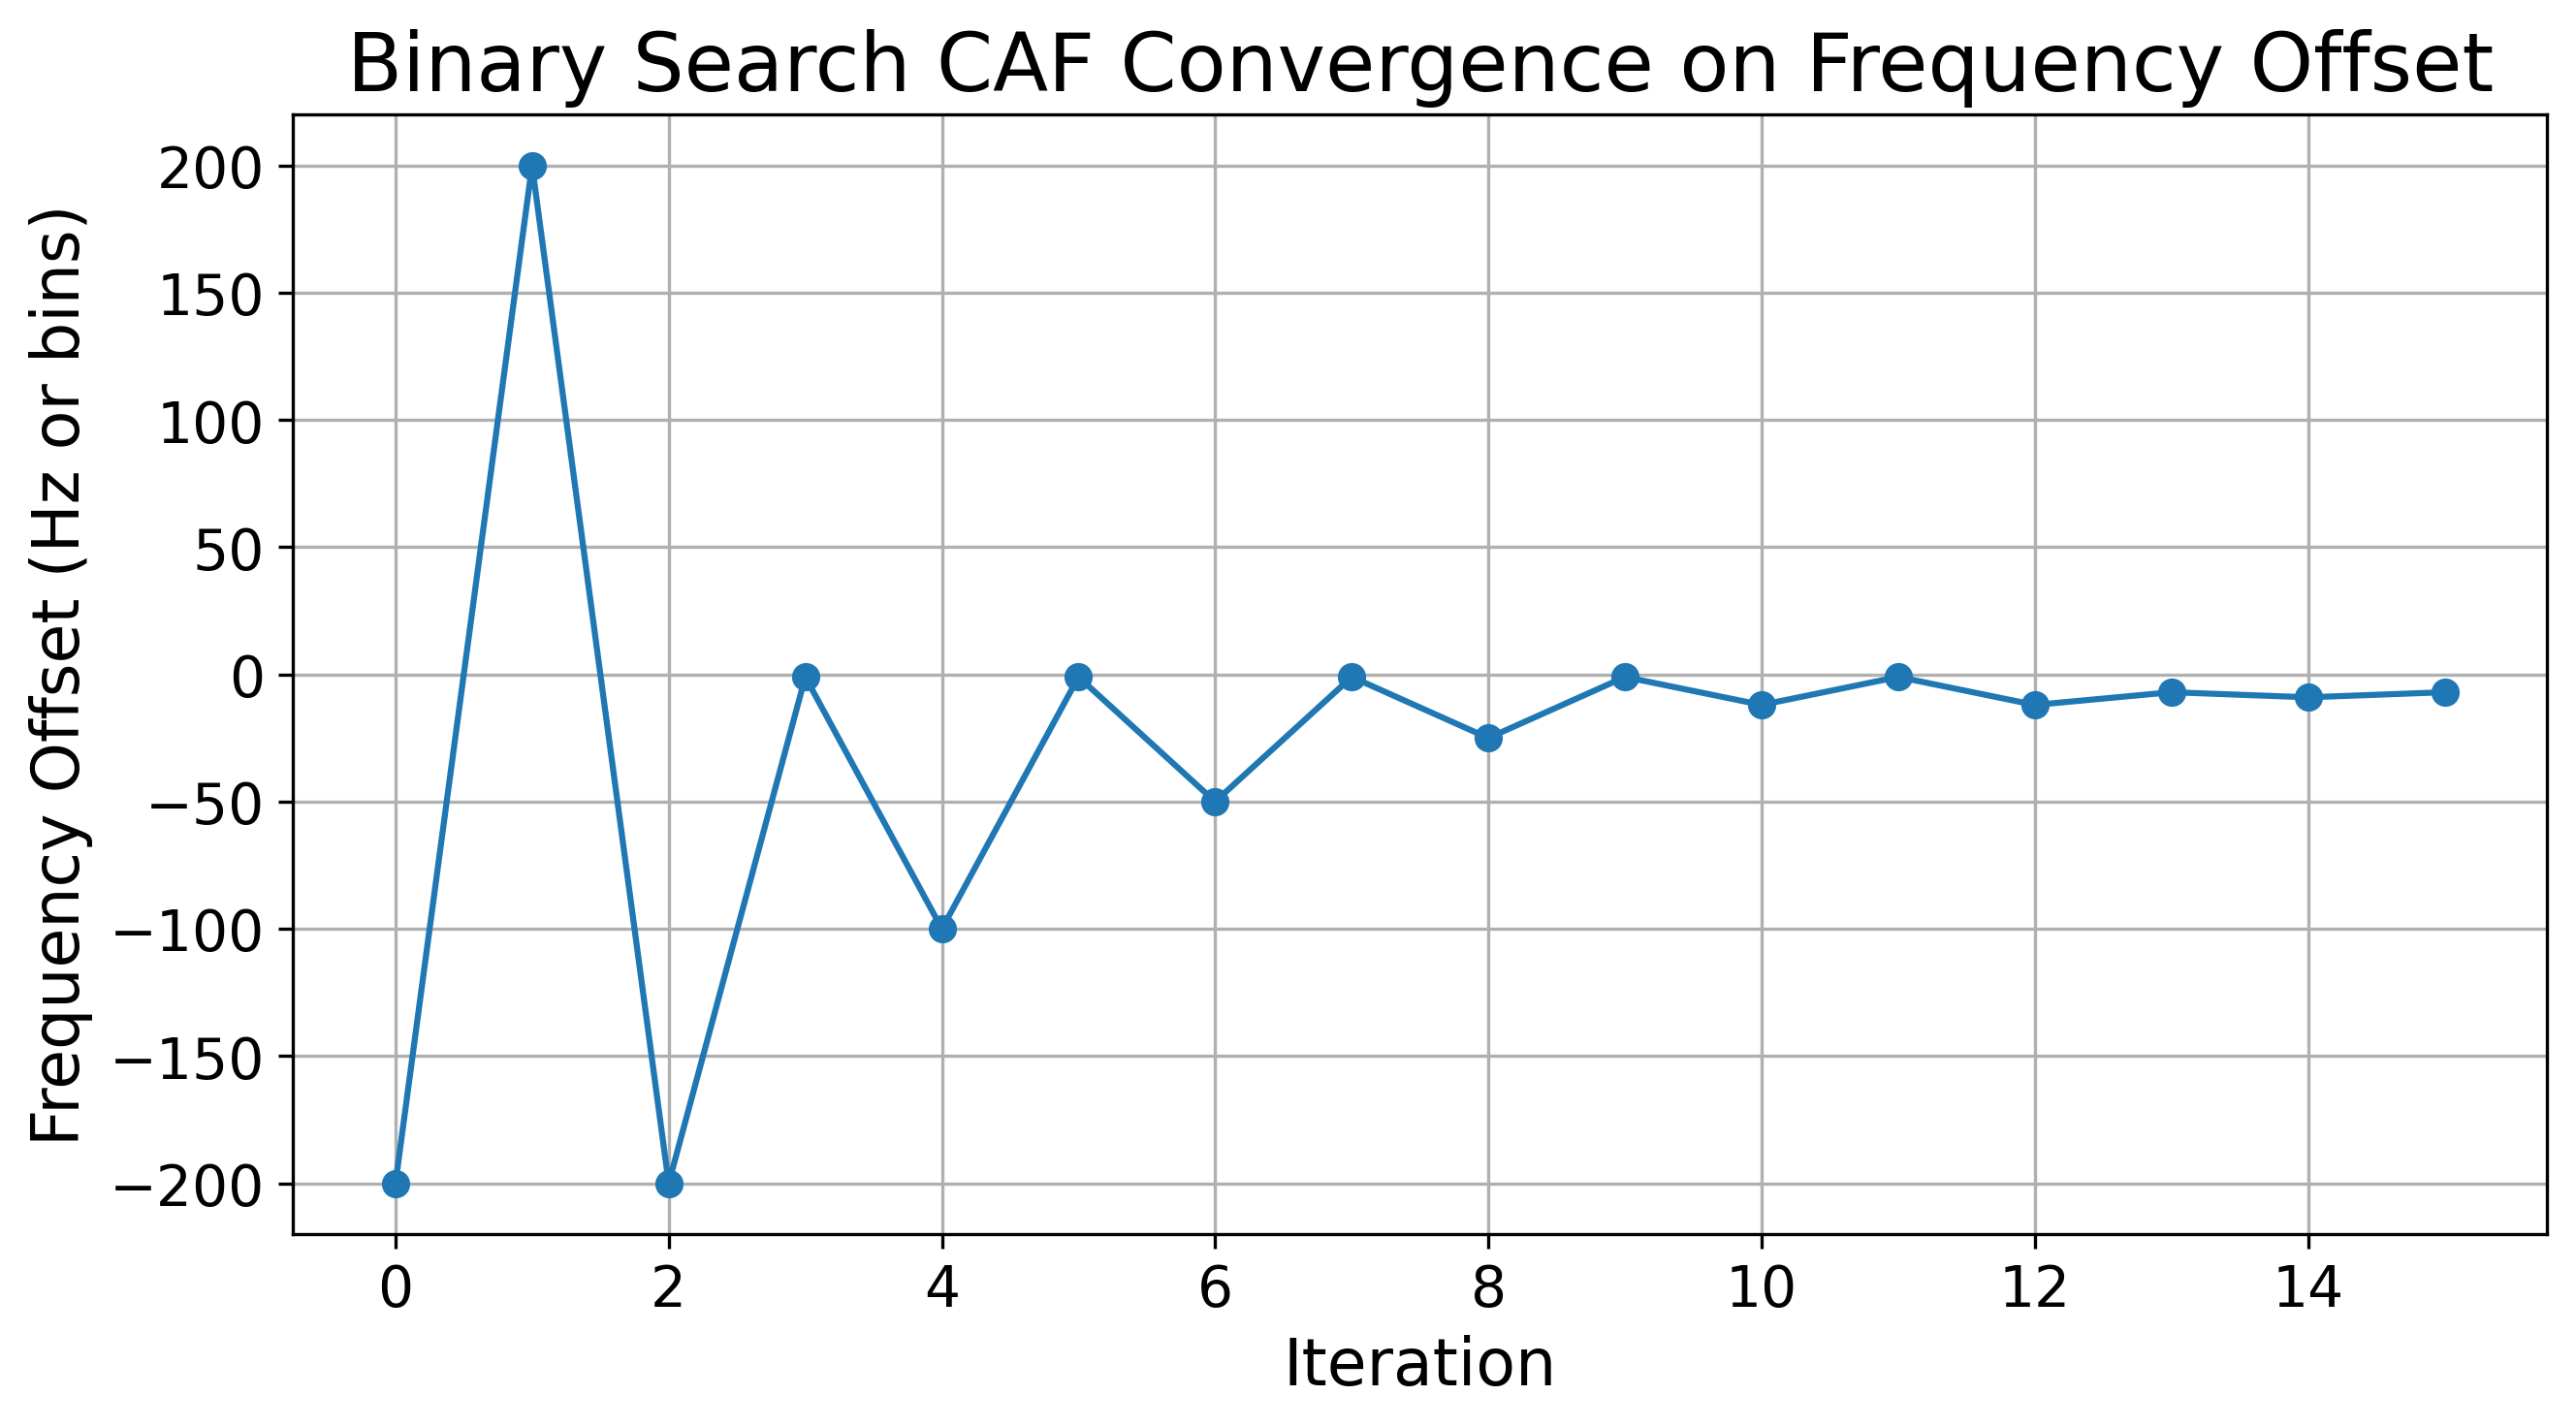 Binary Search CAF Convergence on Frequency Offset
Frequency Offset (Hz or bins)
200
150
100
50
0
−50
−100
−150
−200
0 2 4 6 8 10 12 14
Iteration